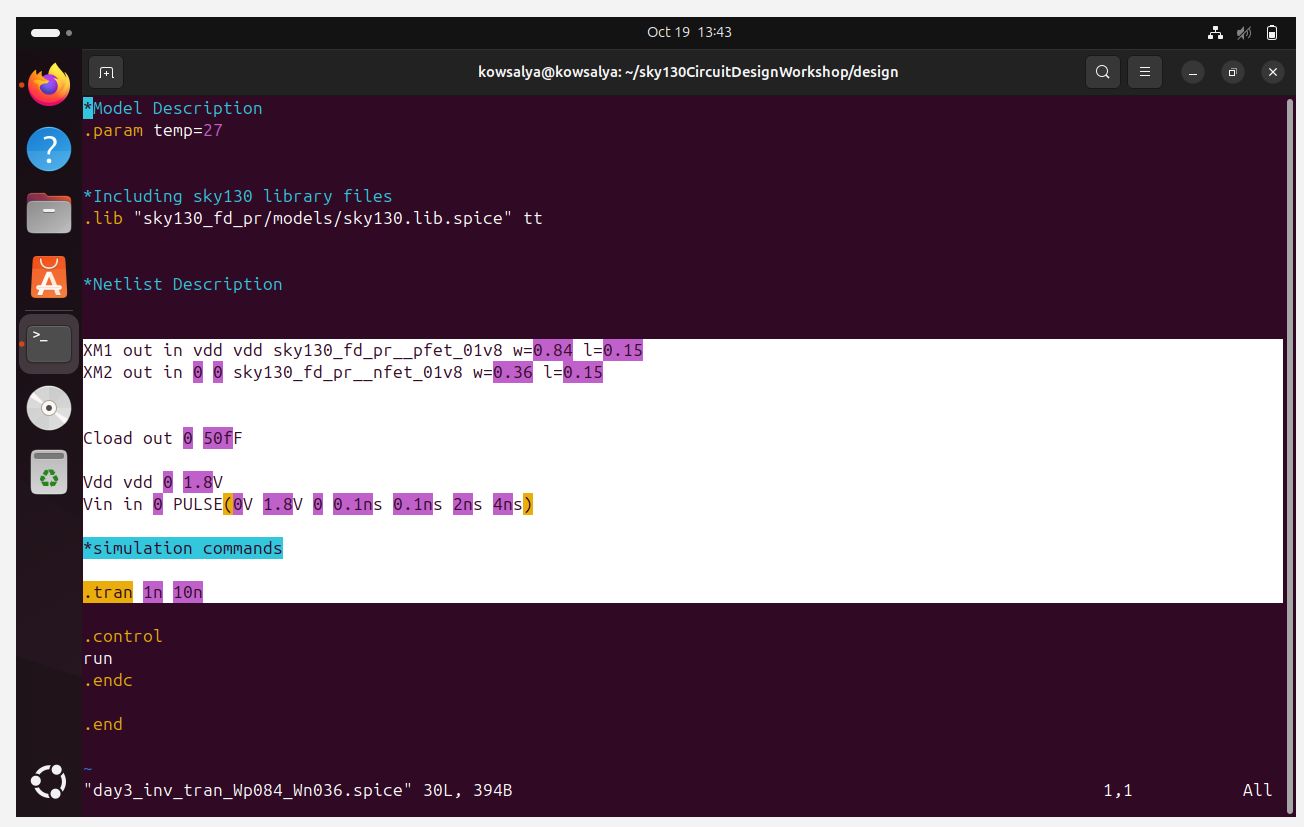 Oct 19 13:43
kowsalya@kowsalya: ~/sky130CircuitDesignWorkshop/design
*Model Description
.param temp=27
*Including sky130 library files
.lib "sky130_fd_pr/models/sky130.lib.spice" tt
*Netlist Description
XM1 out in vdd vdd sky130_fd_pr__pfet_01v8 w=0.84 l=0.15
XM2 out in 0 0 sky130_fd_pr__nfet_01v8 w=0.36 l=0.15
Cload out 0 50fF
Vdd vdd 0 1.8V
Vin in 0 PULSE(0V 1.8V 0 0.1ns 0.1ns 2ns 4ns)
*simulation commands
.tran 1n 10n
.control
run
.endc
.end
~
"day3_inv_tran_Wp084_Wn036.spice" 30L, 394B 1,1 All